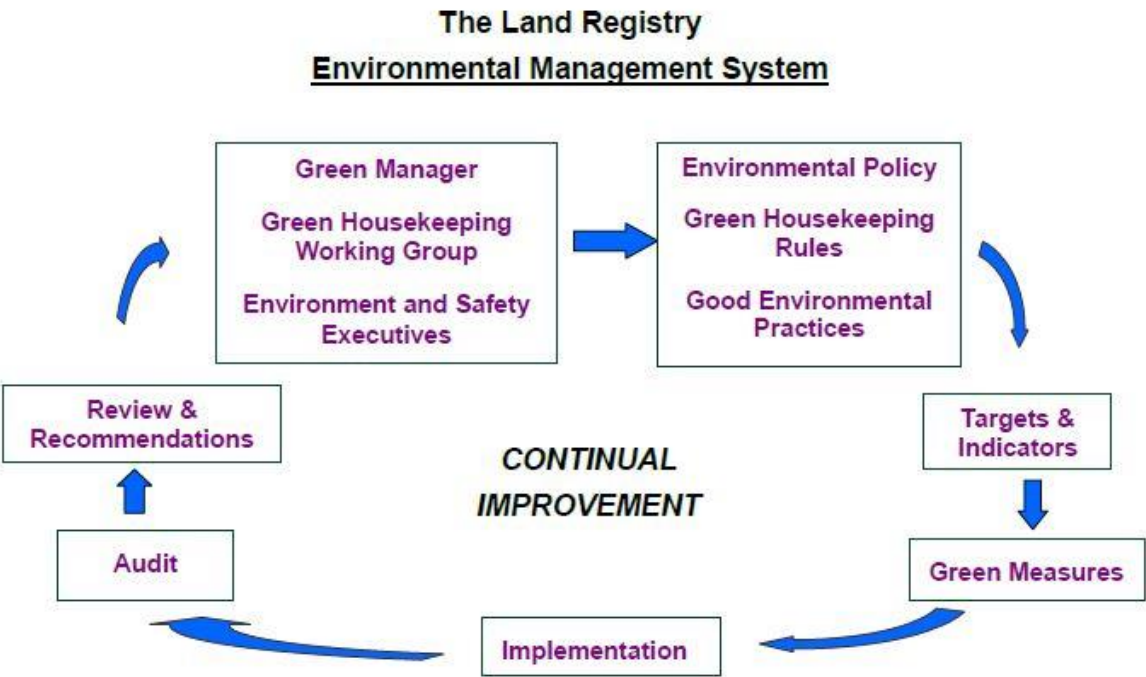 The Land Registry
Environmental Management System
Green Manager
Green Housekeeping
Working Group
Environment and Safety
Executives
Environmental Policy
Green Housekeeping
Rules
Good Environmental
Practices
Targets &
Indicators
Green Measures
Implementation
Audit
Review &
Recommendations
CONTINUAL
IMPROVEMENT